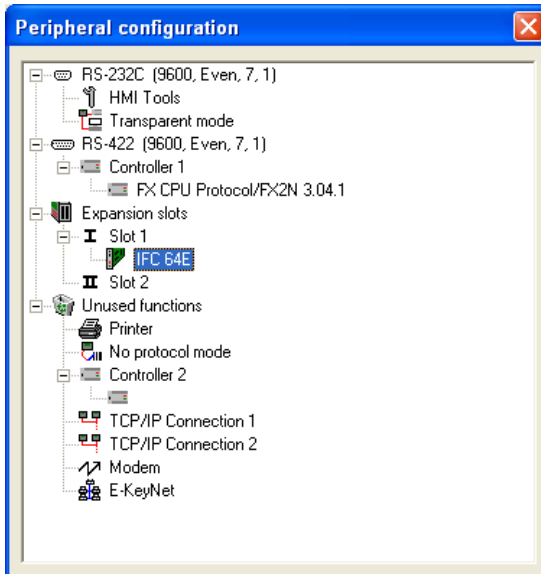 Peripheral configuration
RS-232C (9600, Even, 7, 1)
HMI Tools
Transparent mode
RS-422 (9600, Even, 7, 1)
Controller 1
FX CPU Protocol/FX2N 3.04.1
Expansion slots
I Slot 1
IFC 64E
II Slot 2
Unused functions
Printer
No protocol mode
Controller 2
TCP/IP Connection 1
TCP/IP Connection 2
Modem
E-KeyNet